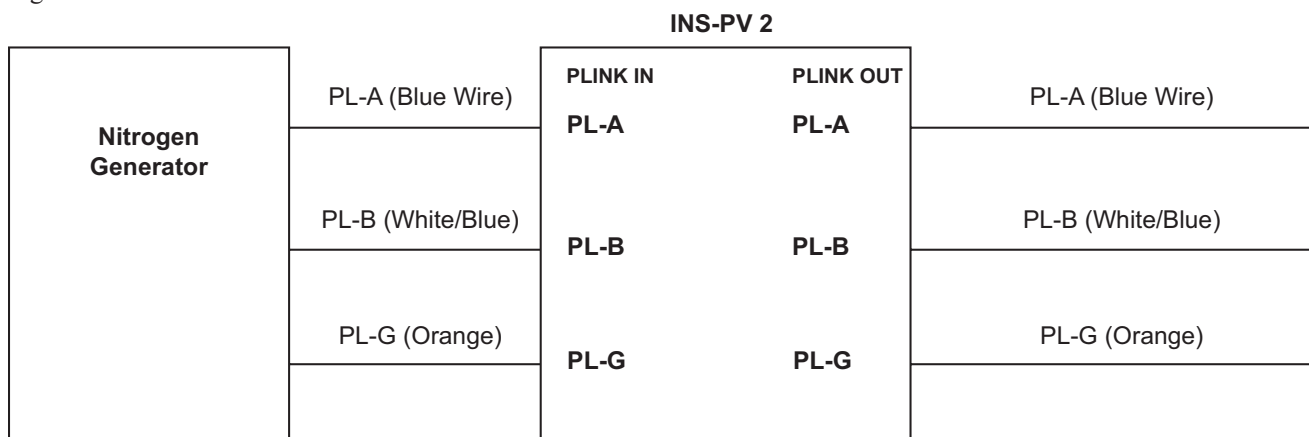 INS-PV 2
Nitrogen
Generator
PL-A (Blue Wire)
PL-B (White/Blue)
PL-G (Orange)
PLINK IN
PL-A
PL-B
PL-G
PLINK OUT
PL-A
PL-B
PL-G
PL-A (Blue Wire)
PL-B (White/Blue)
PL-G (Orange)